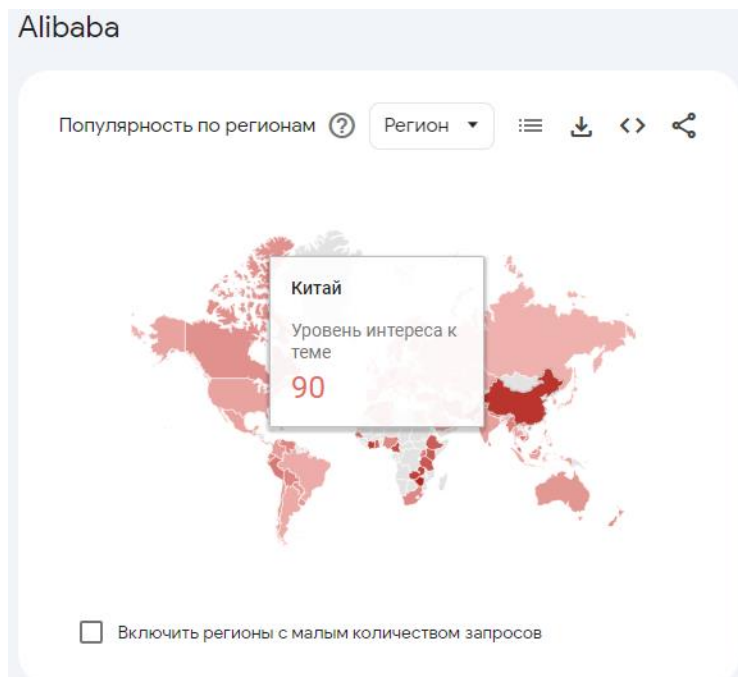 Alibaba
Популярность по регионам ? Регион
Китай
Уровень интереса к
теме
90
Включить регионы с малым количеством запросов